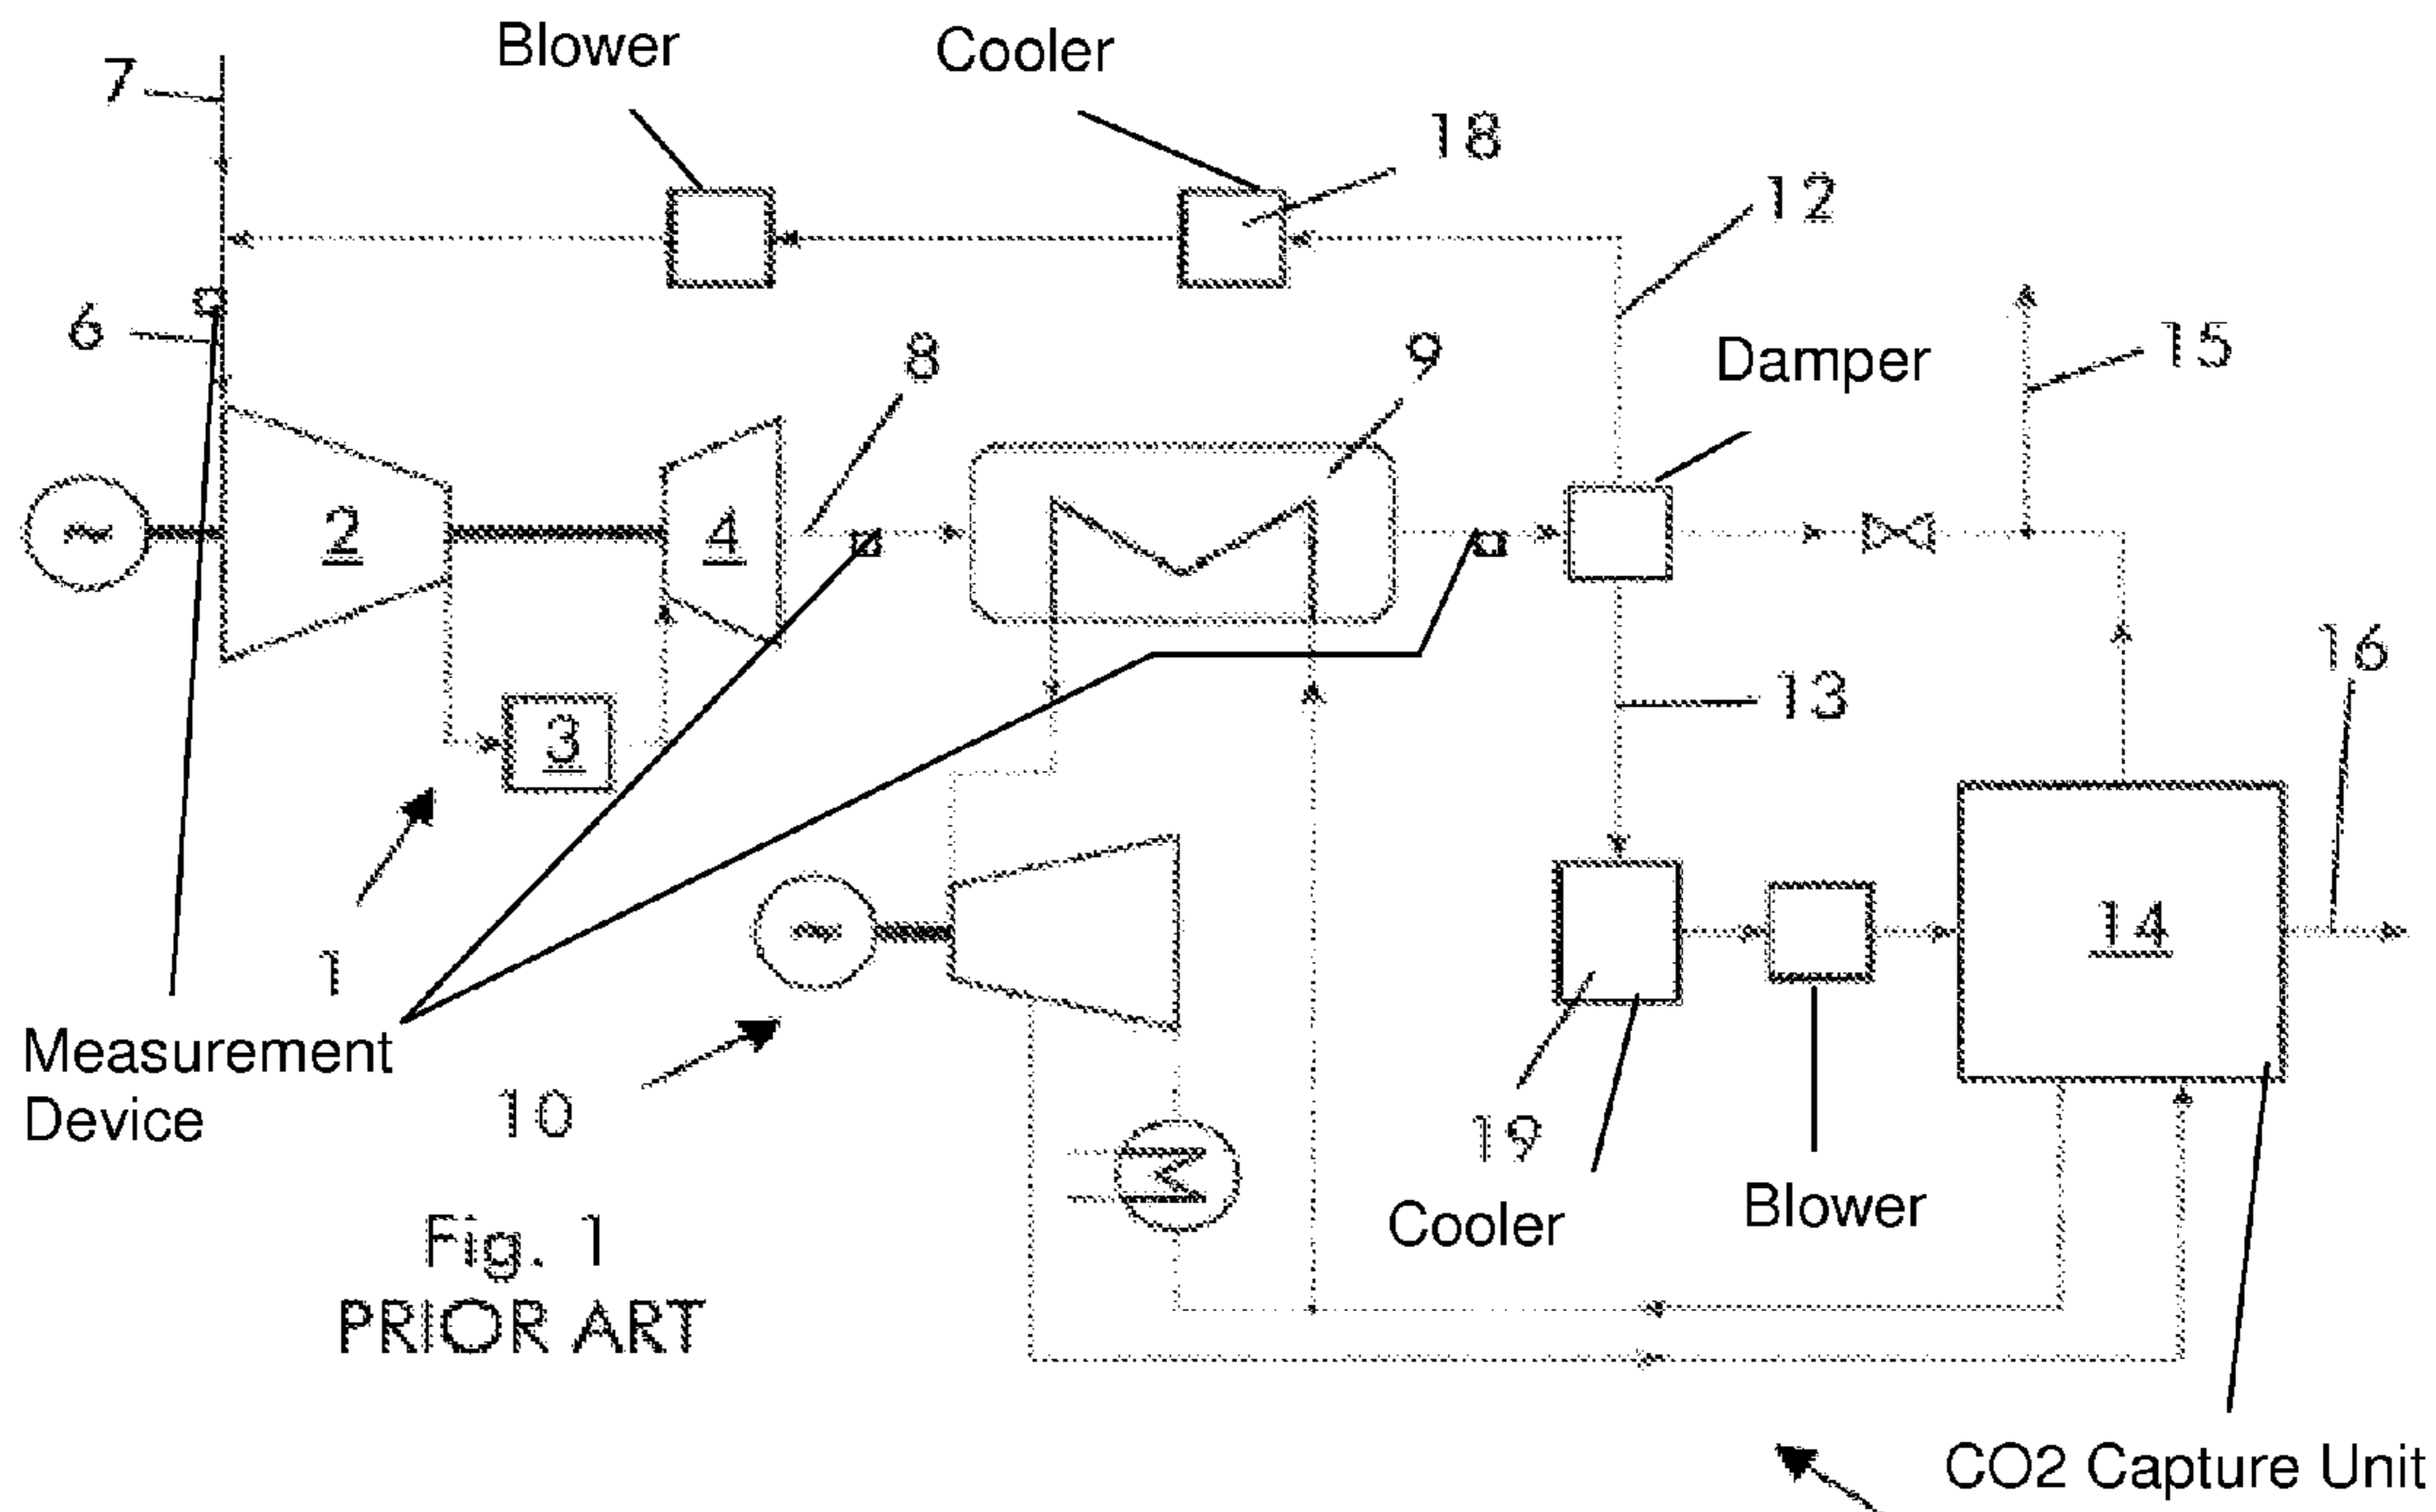 Blower
Cooler
7
18
12
6
8
9
Damper
15
~
2
4
16
3
13
14
~
1
Measurement
Device
10
19
Cooler
Blower
Fig. 1
PRIOR ART
CO2 Capture Unit